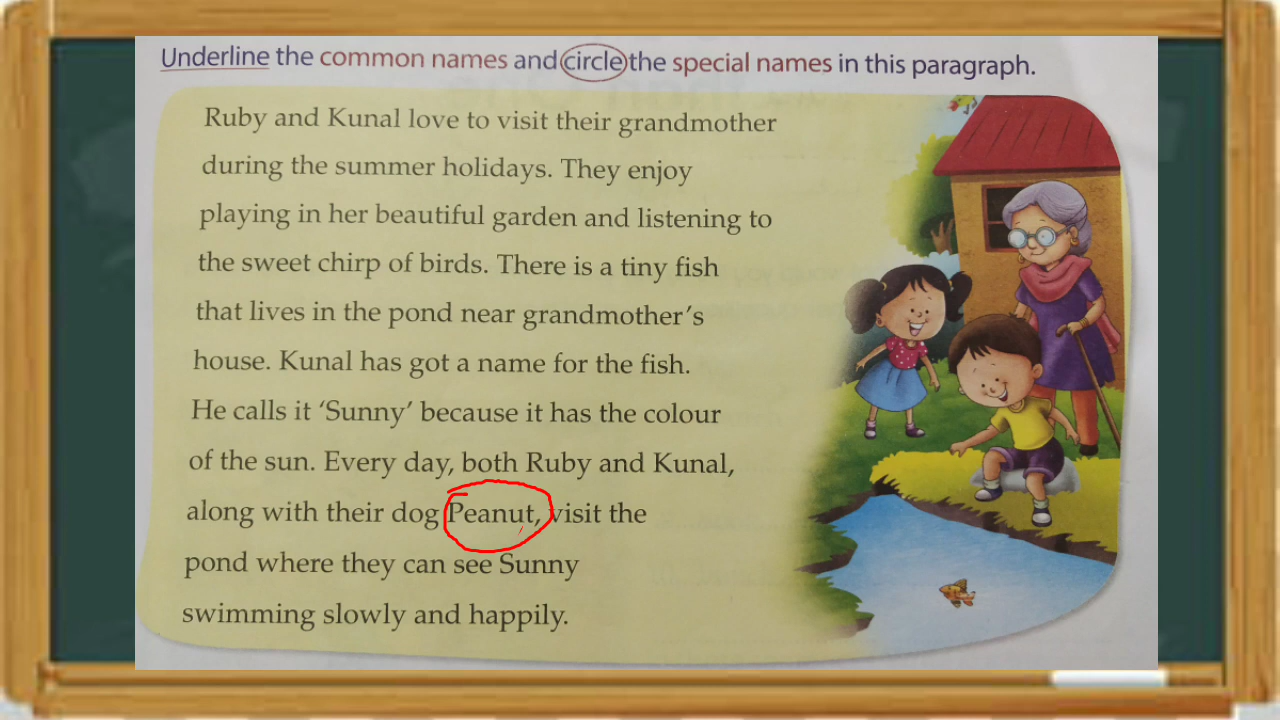 Underline the common names and circle the special names in this paragraph.
Ruby and Kunal love to visit their grandmother
during the summer holidays. They enjoy
playing in her beautiful garden and listening to
the sweet chirp of birds. There is a tiny fish
that lives in the pond near grandmother's
house. Kunal has got a name for the fish.
He calls it 'Sunny' because it has the colour
of the sun. Every day, both Ruby and Kunal,
along with their dog Peanut, visit the
pond where they can see Sunny
swimming slowly and happily.